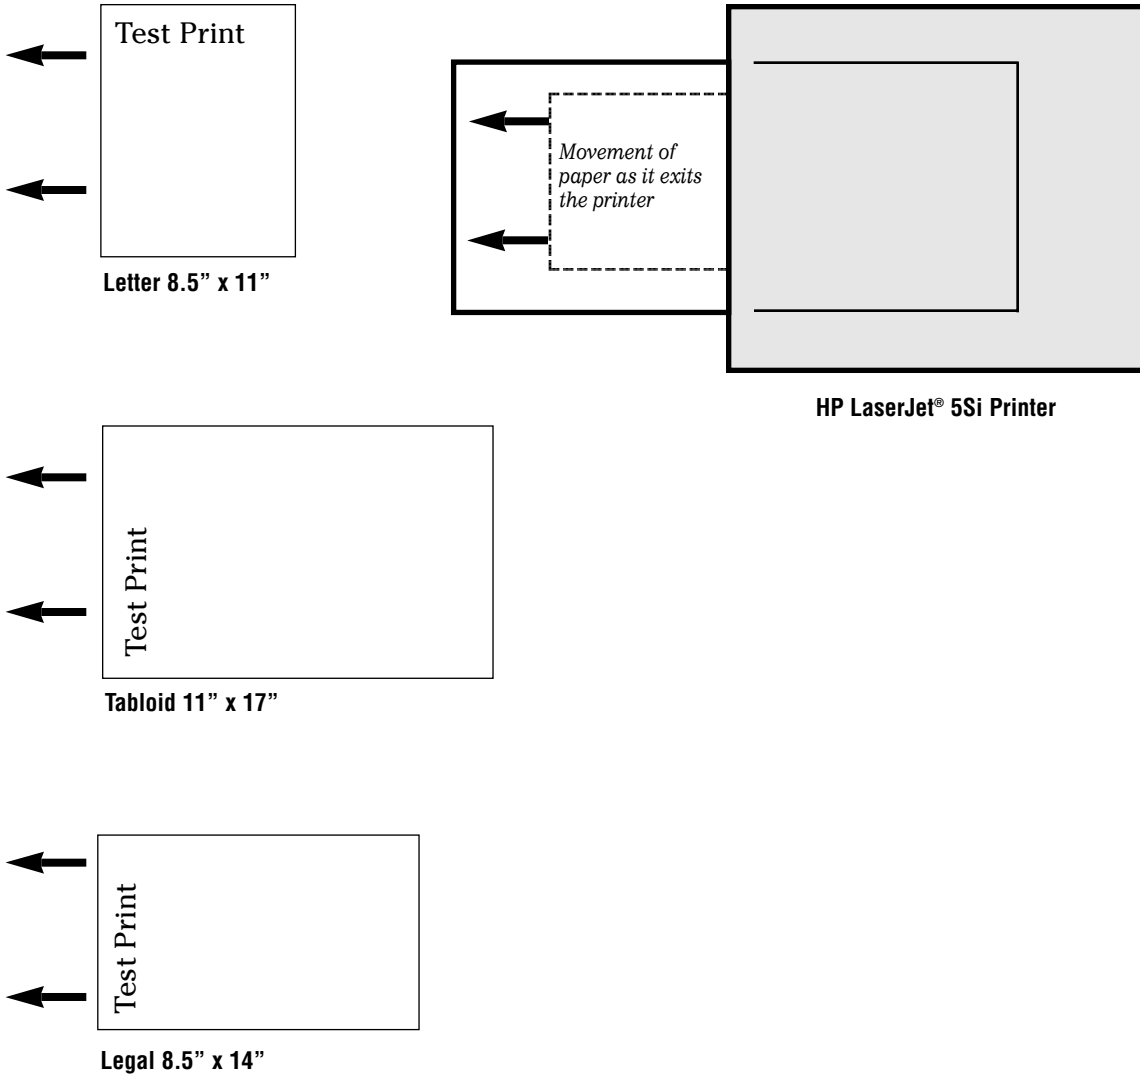 Test Print
Movement of
paper as it exits
the printer
Letter 8.5” x 11”
HP LaserJet® 5Si Printer
Test Print
Tabloid 11” x 17”
Test Print
Legal 8.5” x 14”